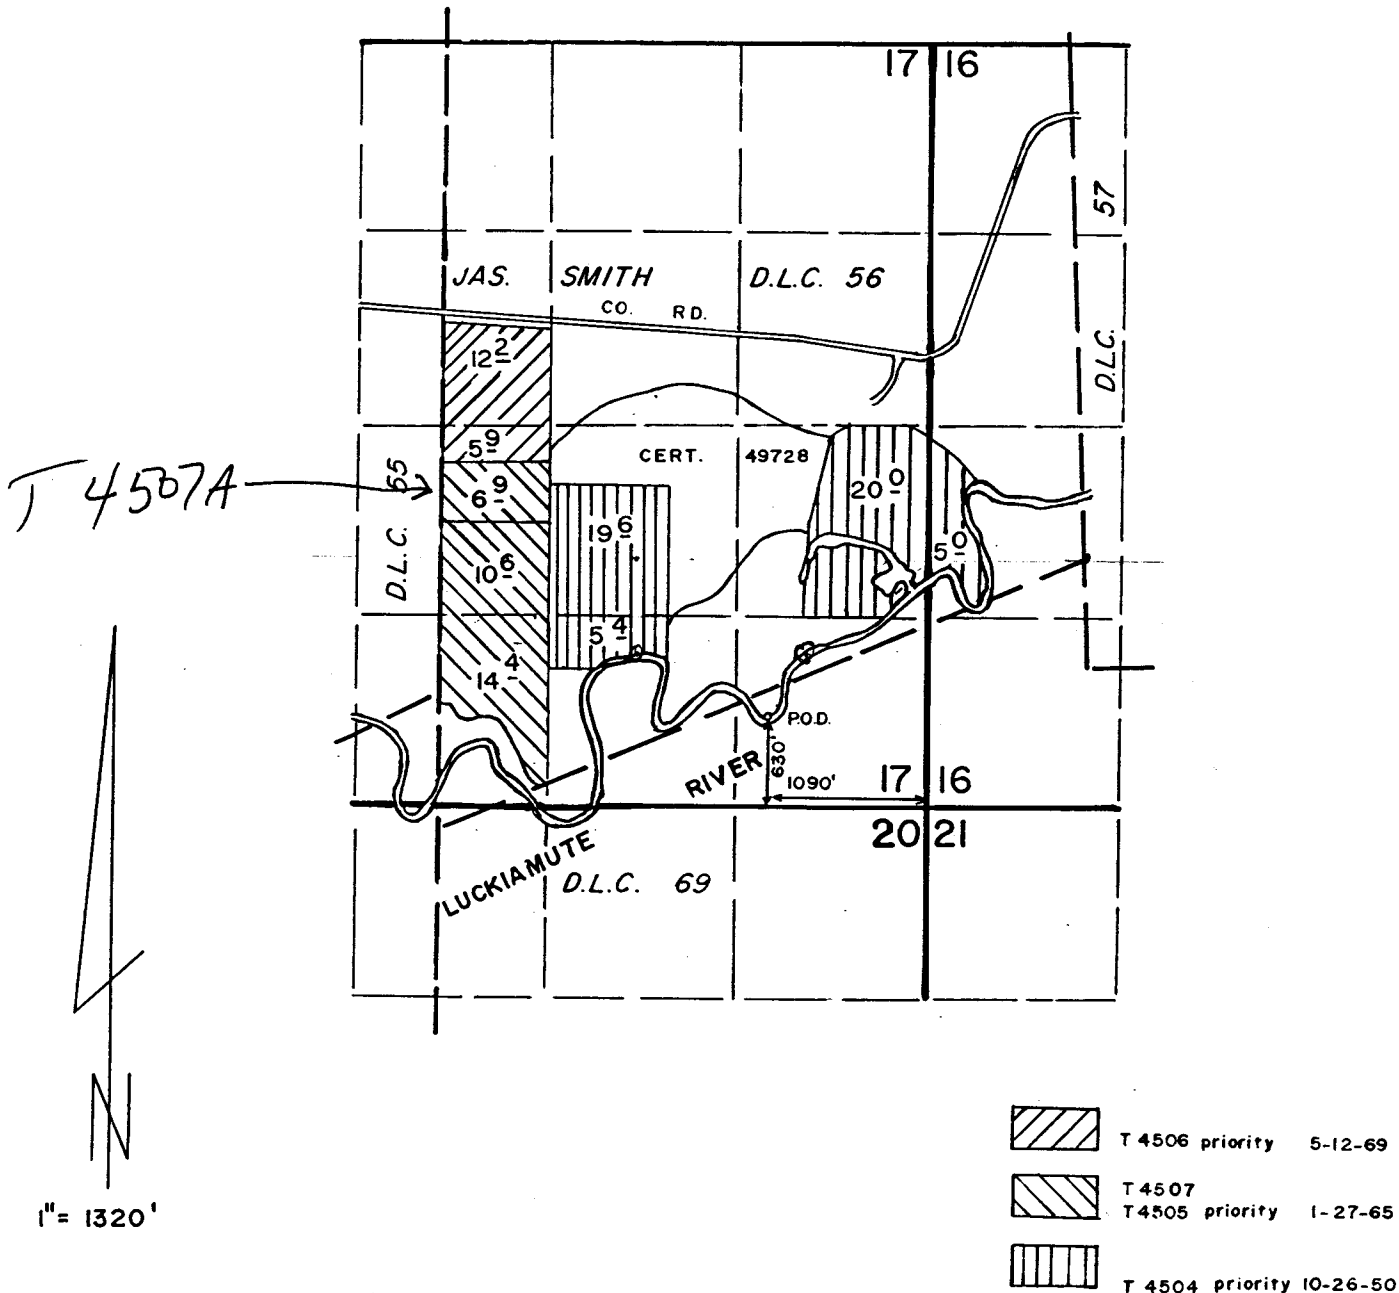 17 16
57
JAS. SMITH D.L.C. 56
CO. RD.
D.L.C.
12 2
5 9
CERT. 49728
T 4507A
55
6 9
20 0
19 6
5 0
10 6
D.L.C.
5 4
14 4
P.O.D.
630'
RIVER
1090'
17 16
20 21
LUCKIAMUTE
D.L.C. 69
N
1"= 1320'
T 4506 priority 5-12-69
T 4507
T4505 priority 1-27-65
T 4504 priority 10-26-50